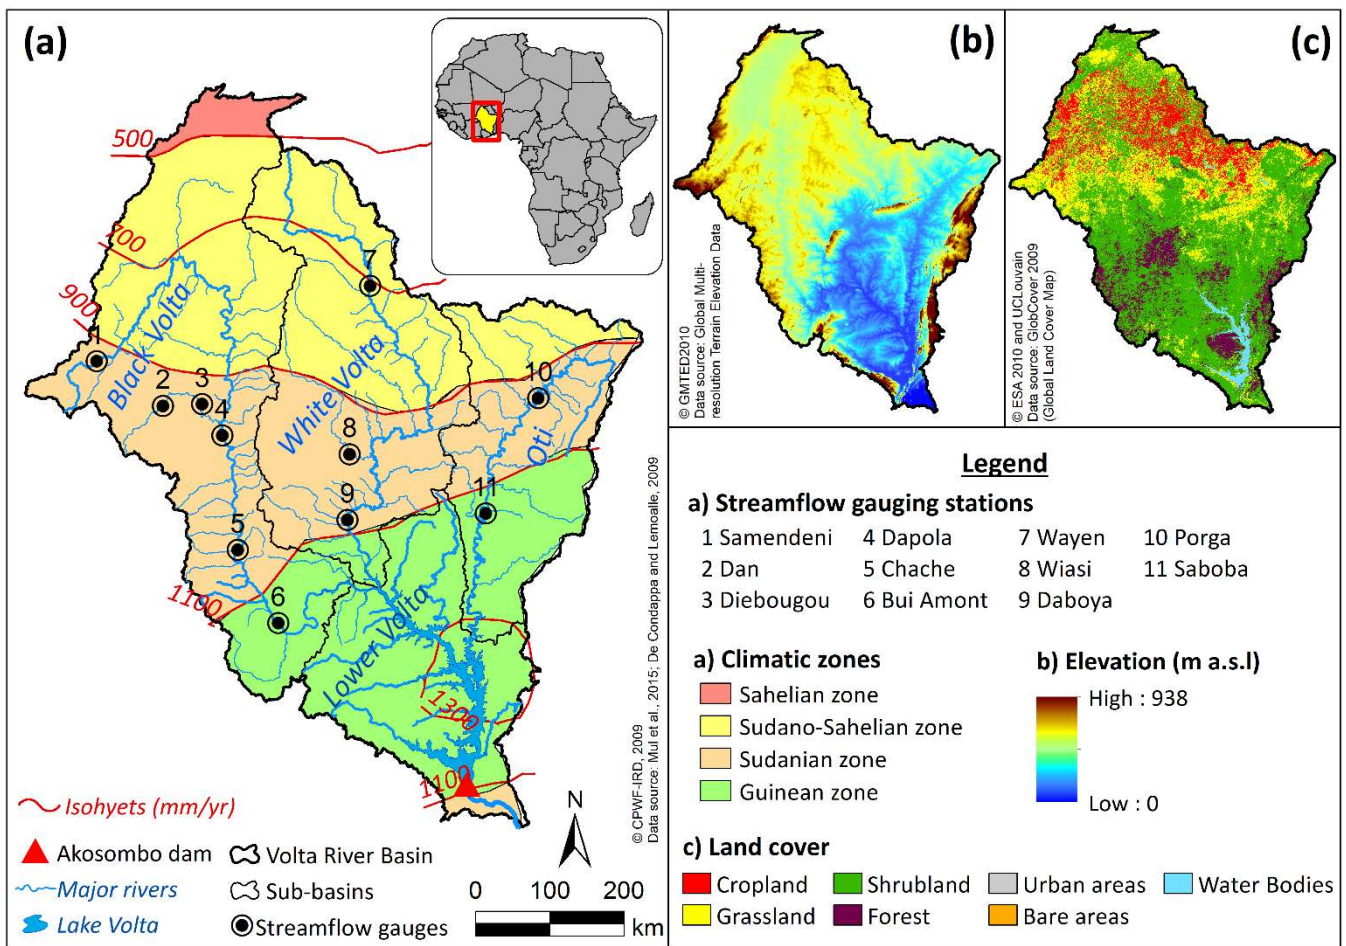 (a)
500
700
900
1
2
3
4
5
6
7
8
9
10
11
Black Volta
White Volta
Oti
Lower Volta
1100
1300
1100
© CPWF-IRD, 2009
Data source: Mul et al., 2015; De Condappa and Lemoalle, 2009
Isohyets (mm/yr)
Akosombo dam
Major rivers
Lake Volta
Volta River Basin
Sub-basins
Streamflow gauges
N
0 100 200
km
(b)
© GMTED2010
Data source: Global Multi-
resolution Terrain Elevation Data
(c)
© ESA 2010 and UCLouvain
Data source: GlobCover 2009
(Global Land Cover Map)
Legend
a) Streamflow gauging stations
1 Samendeni 4 Dapola 7 Wayen 10 Porga
2 Dan 5 Chache 8 Wiasi 11 Saboba
3 Diebougou 6 Bui Amont 9 Daboya
a) Climatic zones
Sahelian zone
Sudano-Sahelian zone
Sudanian zone
Guinean zone
b) Elevation (m a.s.l)
High : 938
Low : 0
c) Land cover
Cropland Shrubland Urban areas Water Bodies
Grassland Forest Bare areas